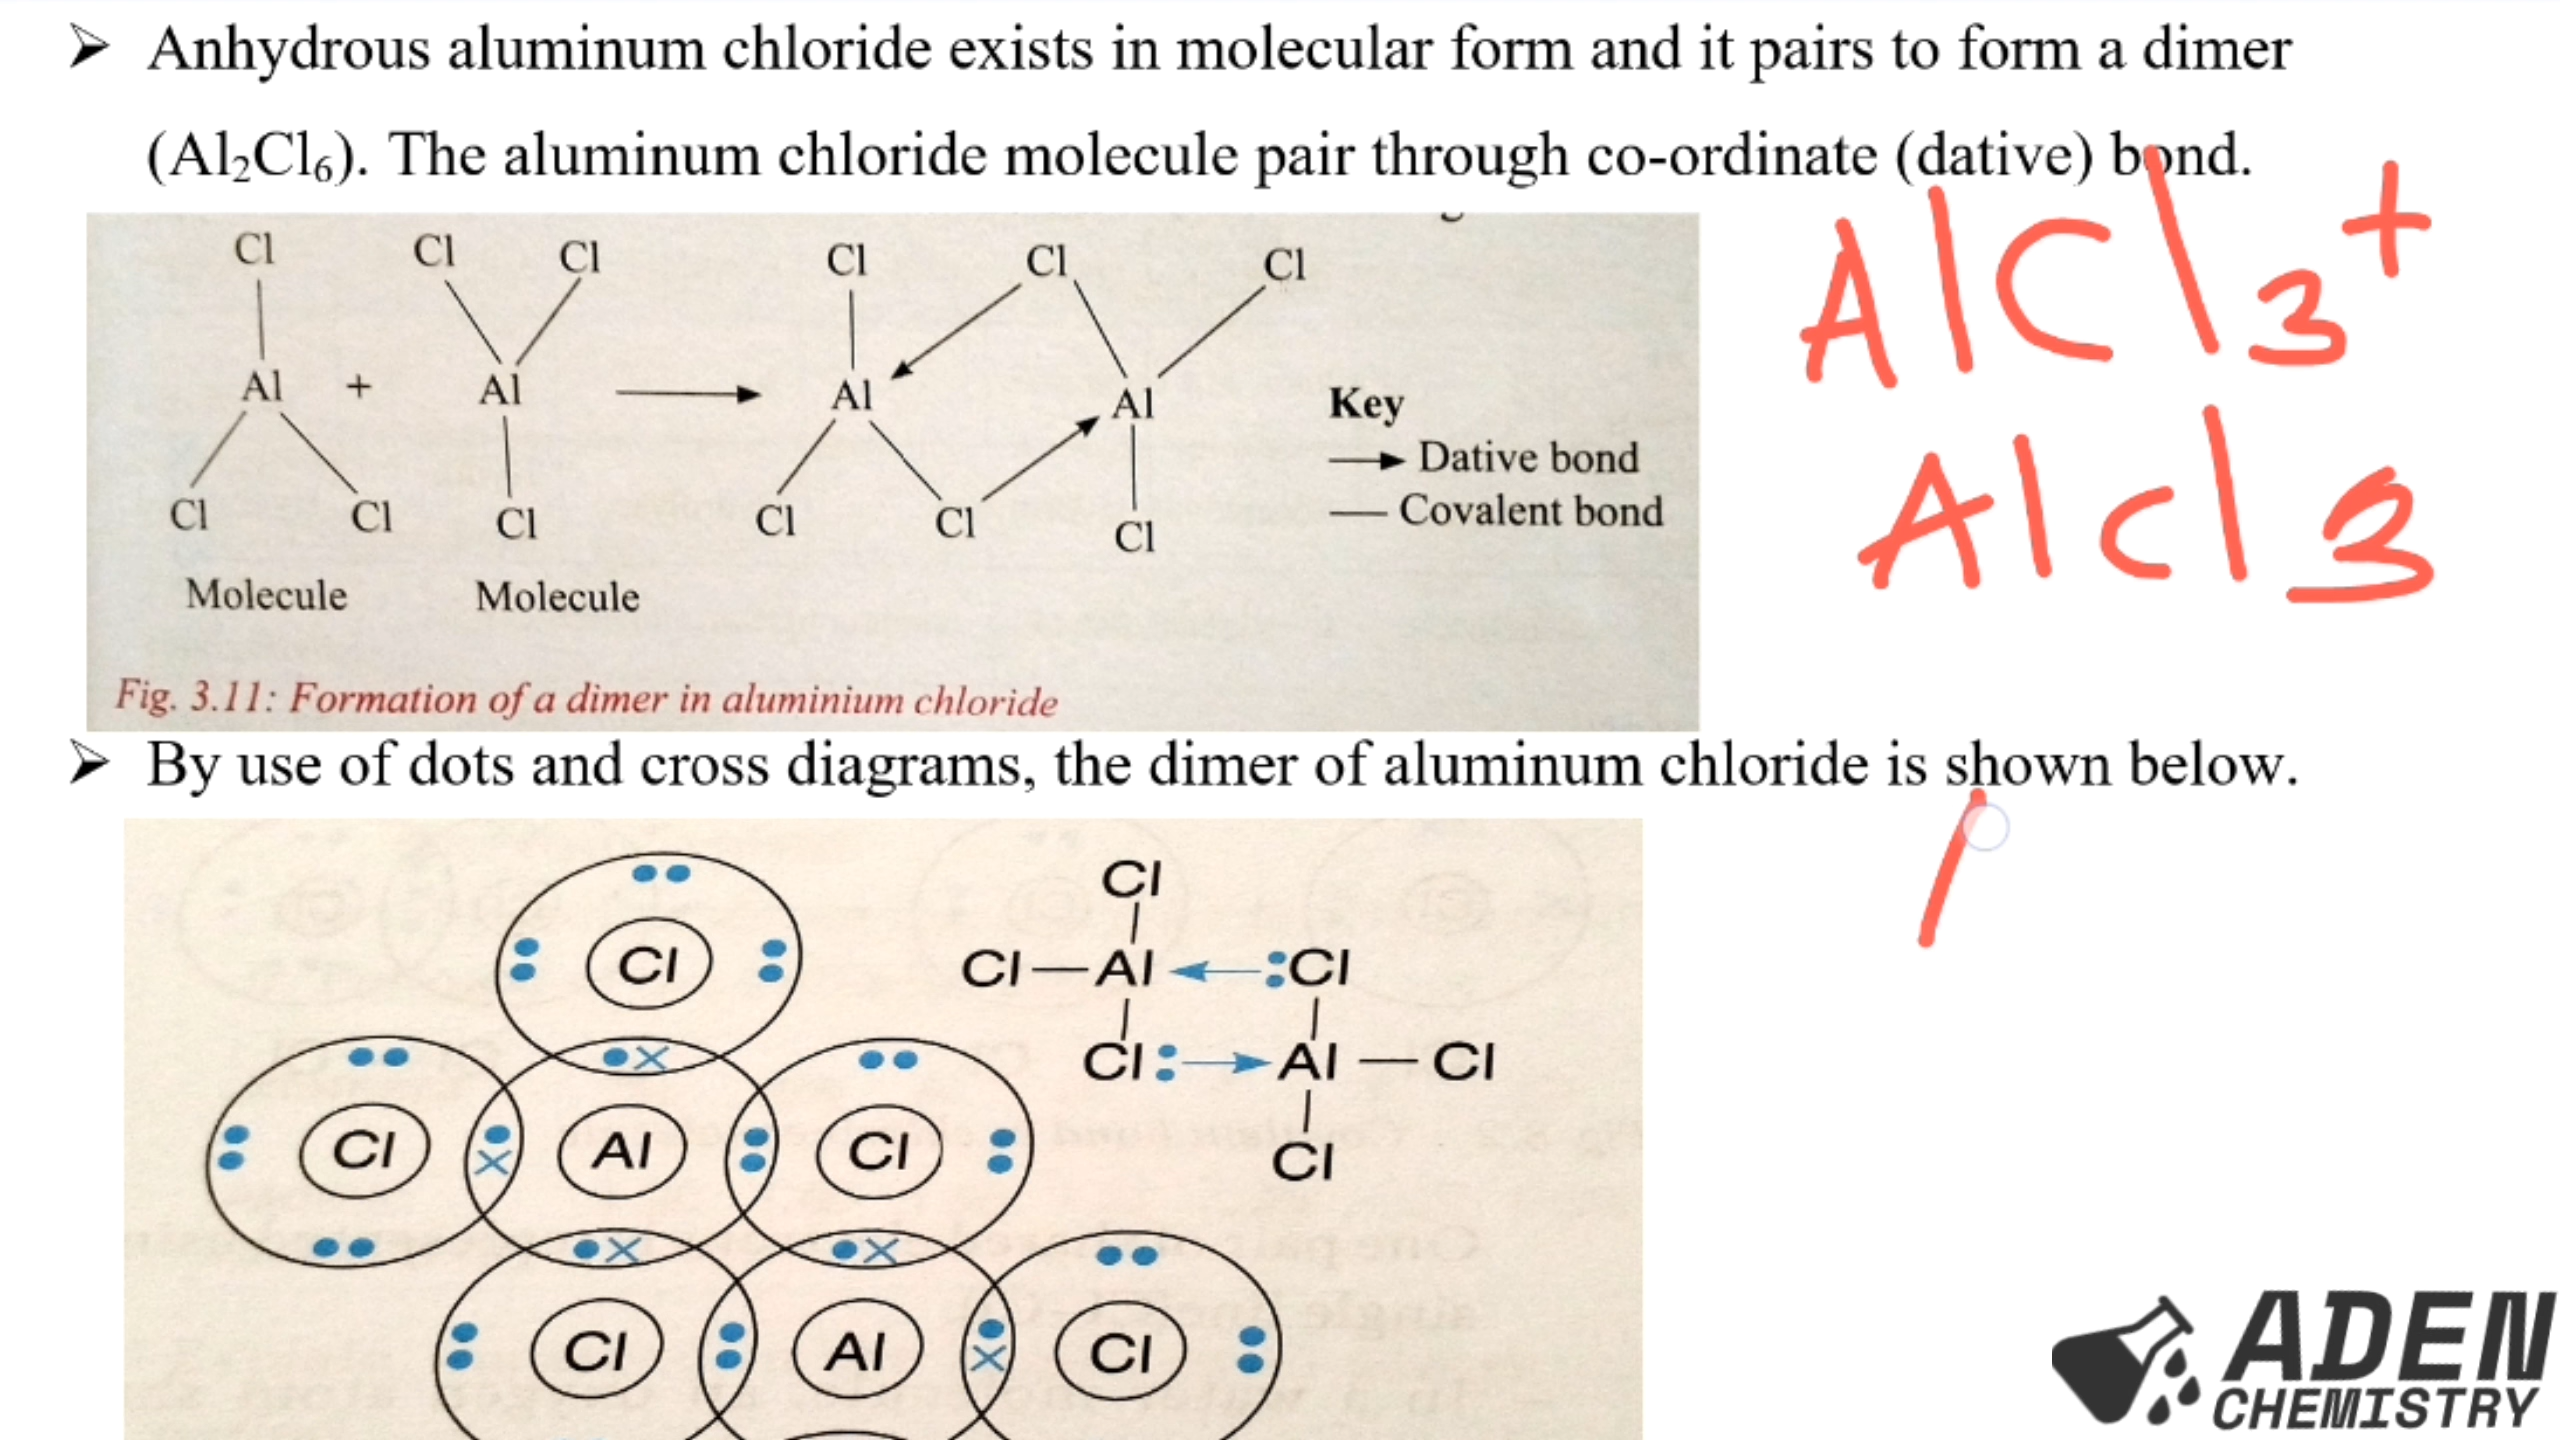 ➢ Anhydrous aluminum chloride exists in molecular form and it pairs to form a dimer
(Al₂Cl₆). The aluminum chloride molecule pair through co-ordinate (dative) bond.
Cl Cl Cl Cl Cl Cl
Al + Al → Al Al
Cl Cl Cl Cl Cl Cl
Molecule Molecule
Key
→ Dative bond
— Covalent bond
Fig. 3.11: Formation of a dimer in aluminium chloride
AlCl₃ +
AlCl₃
➢ By use of dots and cross diagrams, the dimer of aluminum chloride is shown below.
Cl
Cl Al Cl
Cl Al Cl
Cl
Cl—Al ← :Cl
Cl: → Al — Cl
Cl
ADEN
CHEMISTRY